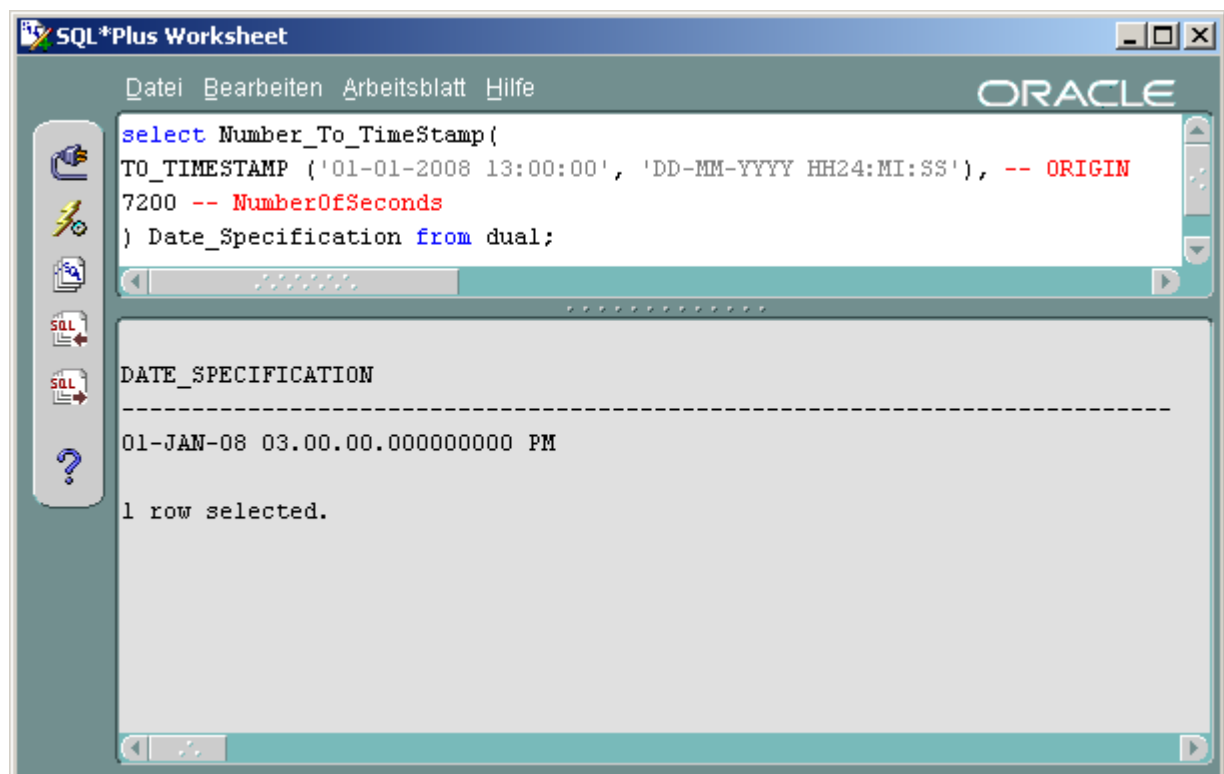 SQL*Plus Worksheet
Datei Bearbeiten Arbeitsblatt Hilfe
ORACLE
select Number_To_TimeStamp(
TO_TIMESTAMP ('01-01-2008 13:00:00', 'DD-MM-YYYY HH24:MI:SS'), -- ORIGIN
7200 -- NumberOfSeconds
) Date_Specification from dual;
SQL
SQL
DATE_SPECIFICATION
---------------------------------------------------------------------------
01-JAN-08 03.00.00.000000000 PM
1 row selected.